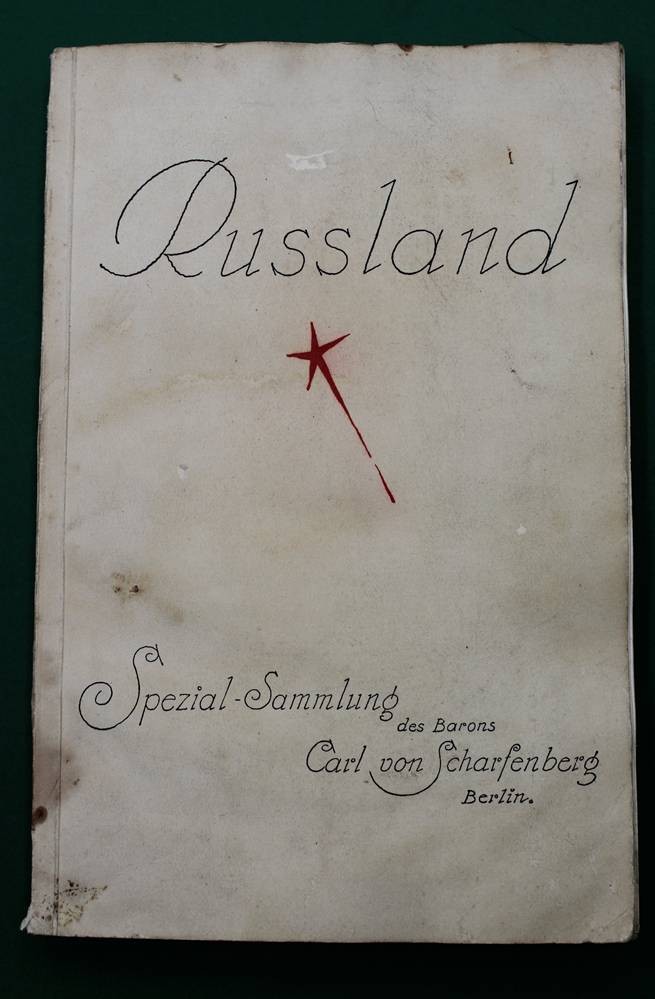 Russland
Spezial-Sammlung
des Barons
Carl von Scharfenberg
Berlin.